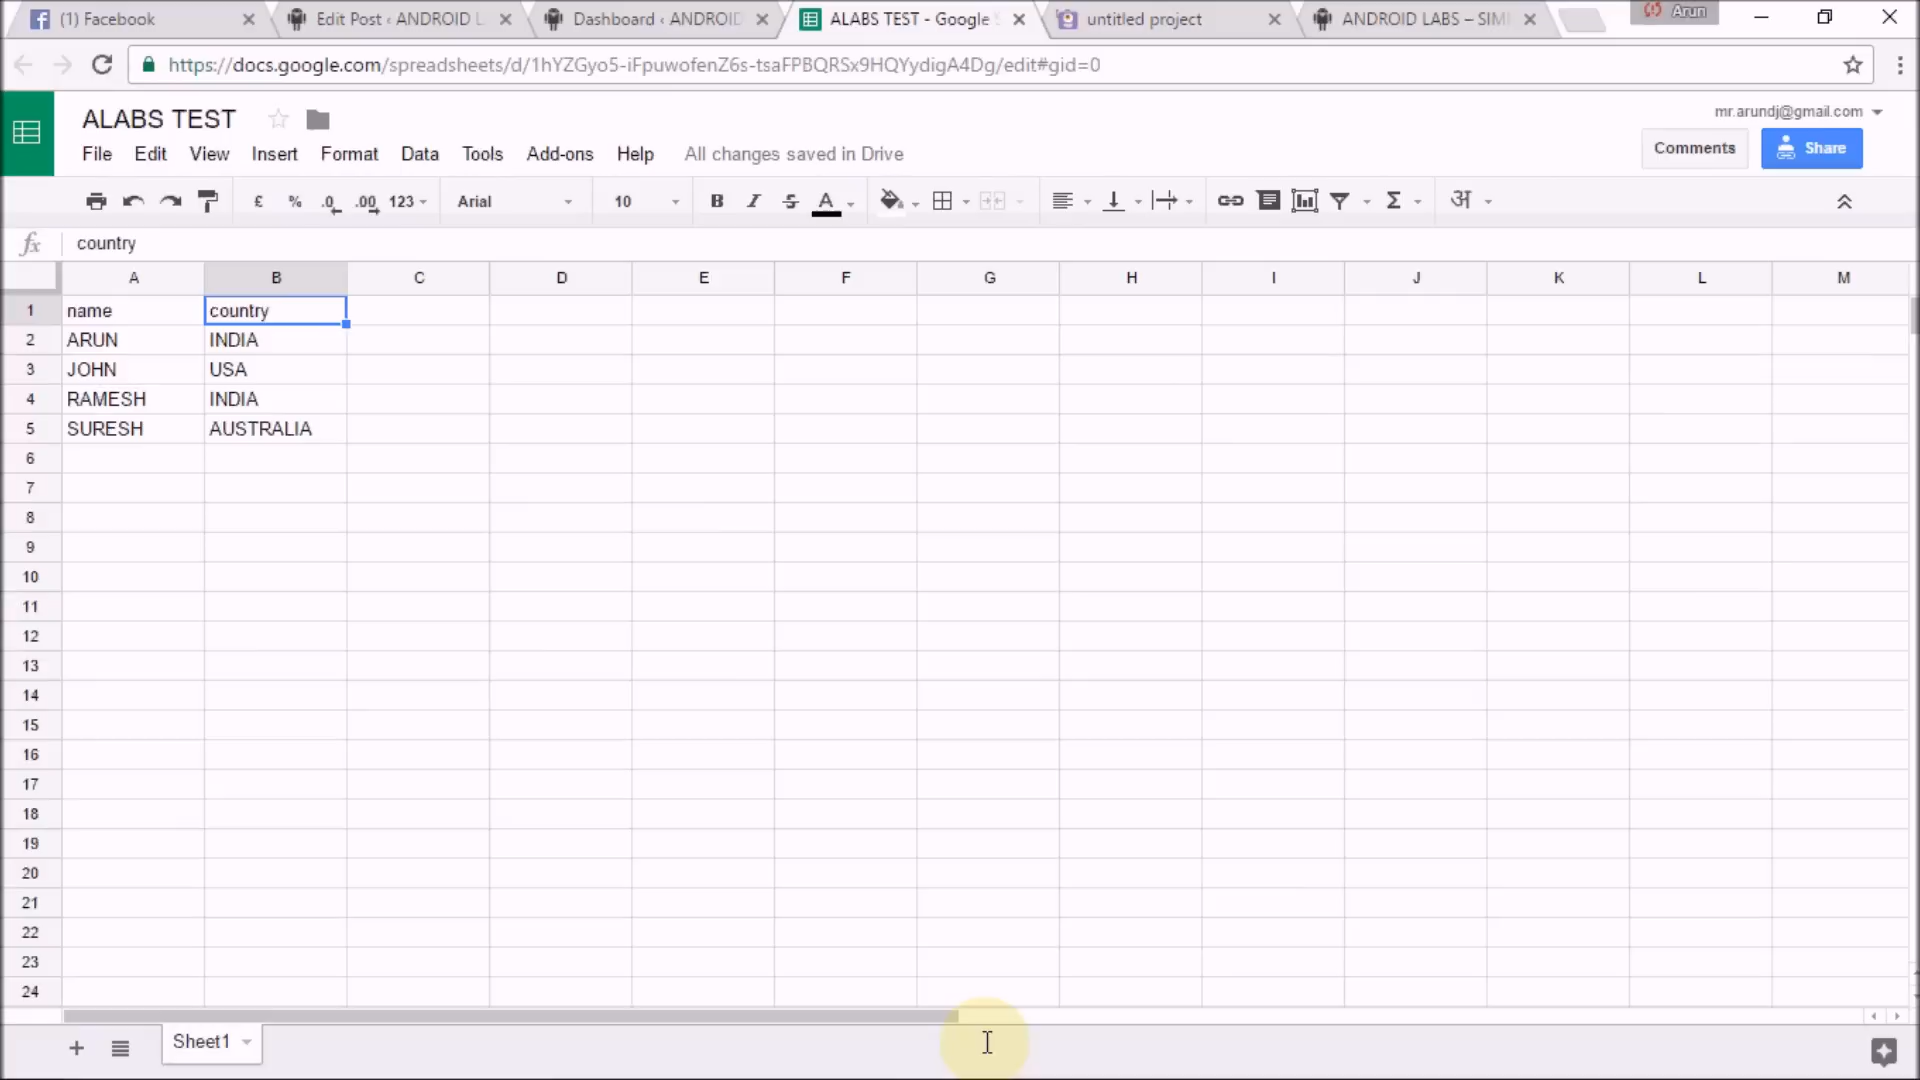 (1) Facebook Edit Post ‹ ANDROID L Dashboard ‹ ANDROID ALABS TEST - Google untitled project ANDROID LABS – SIM Arun
https://docs.google.com/spreadsheets/d/1hYZGyo5-iFpuwofenZ6s-tsaFPBQRSx9HQYydigA4Dg/edit#gid=0
ALABS TEST mr.arundj@gmail.com
File Edit View Insert Format Data Tools Add-ons Help All changes saved in Drive Comments Share
£ % .0 .00 123 Arial 10 B I S A Σ अ
fx country
A B C D E F G H I J K L M
1 name country
2 ARUN INDIA
3 JOHN USA
4 RAMESH INDIA
5 SURESH AUSTRALIA
6
7
8
9
10
11
12
13
14
15
16
17
18
19
20
21
22
23
24
+ Sheet1